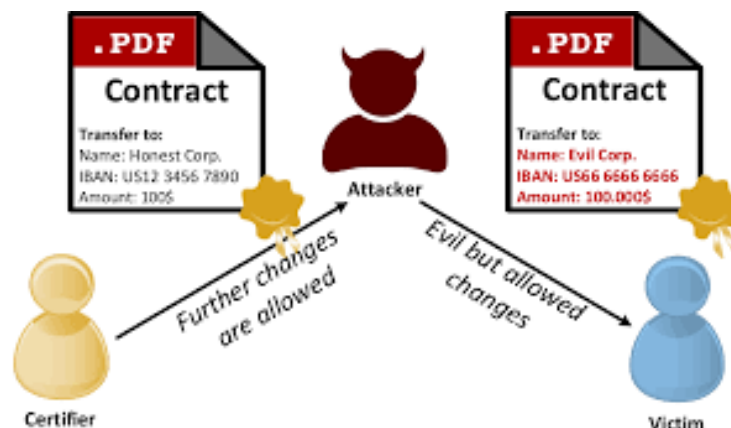 .PDF
Contract
Transfer to:
Name: Honest Corp.
IBAN: US12 3456 7890
Amount: 100$
Attacker
.PDF
Contract
Transfer to:
Name: Evil Corp.
IBAN: US66 6666 6666
Amount: 100.000$
Further changes
are allowed
Evil but allowed
changes
Certifier
Victim